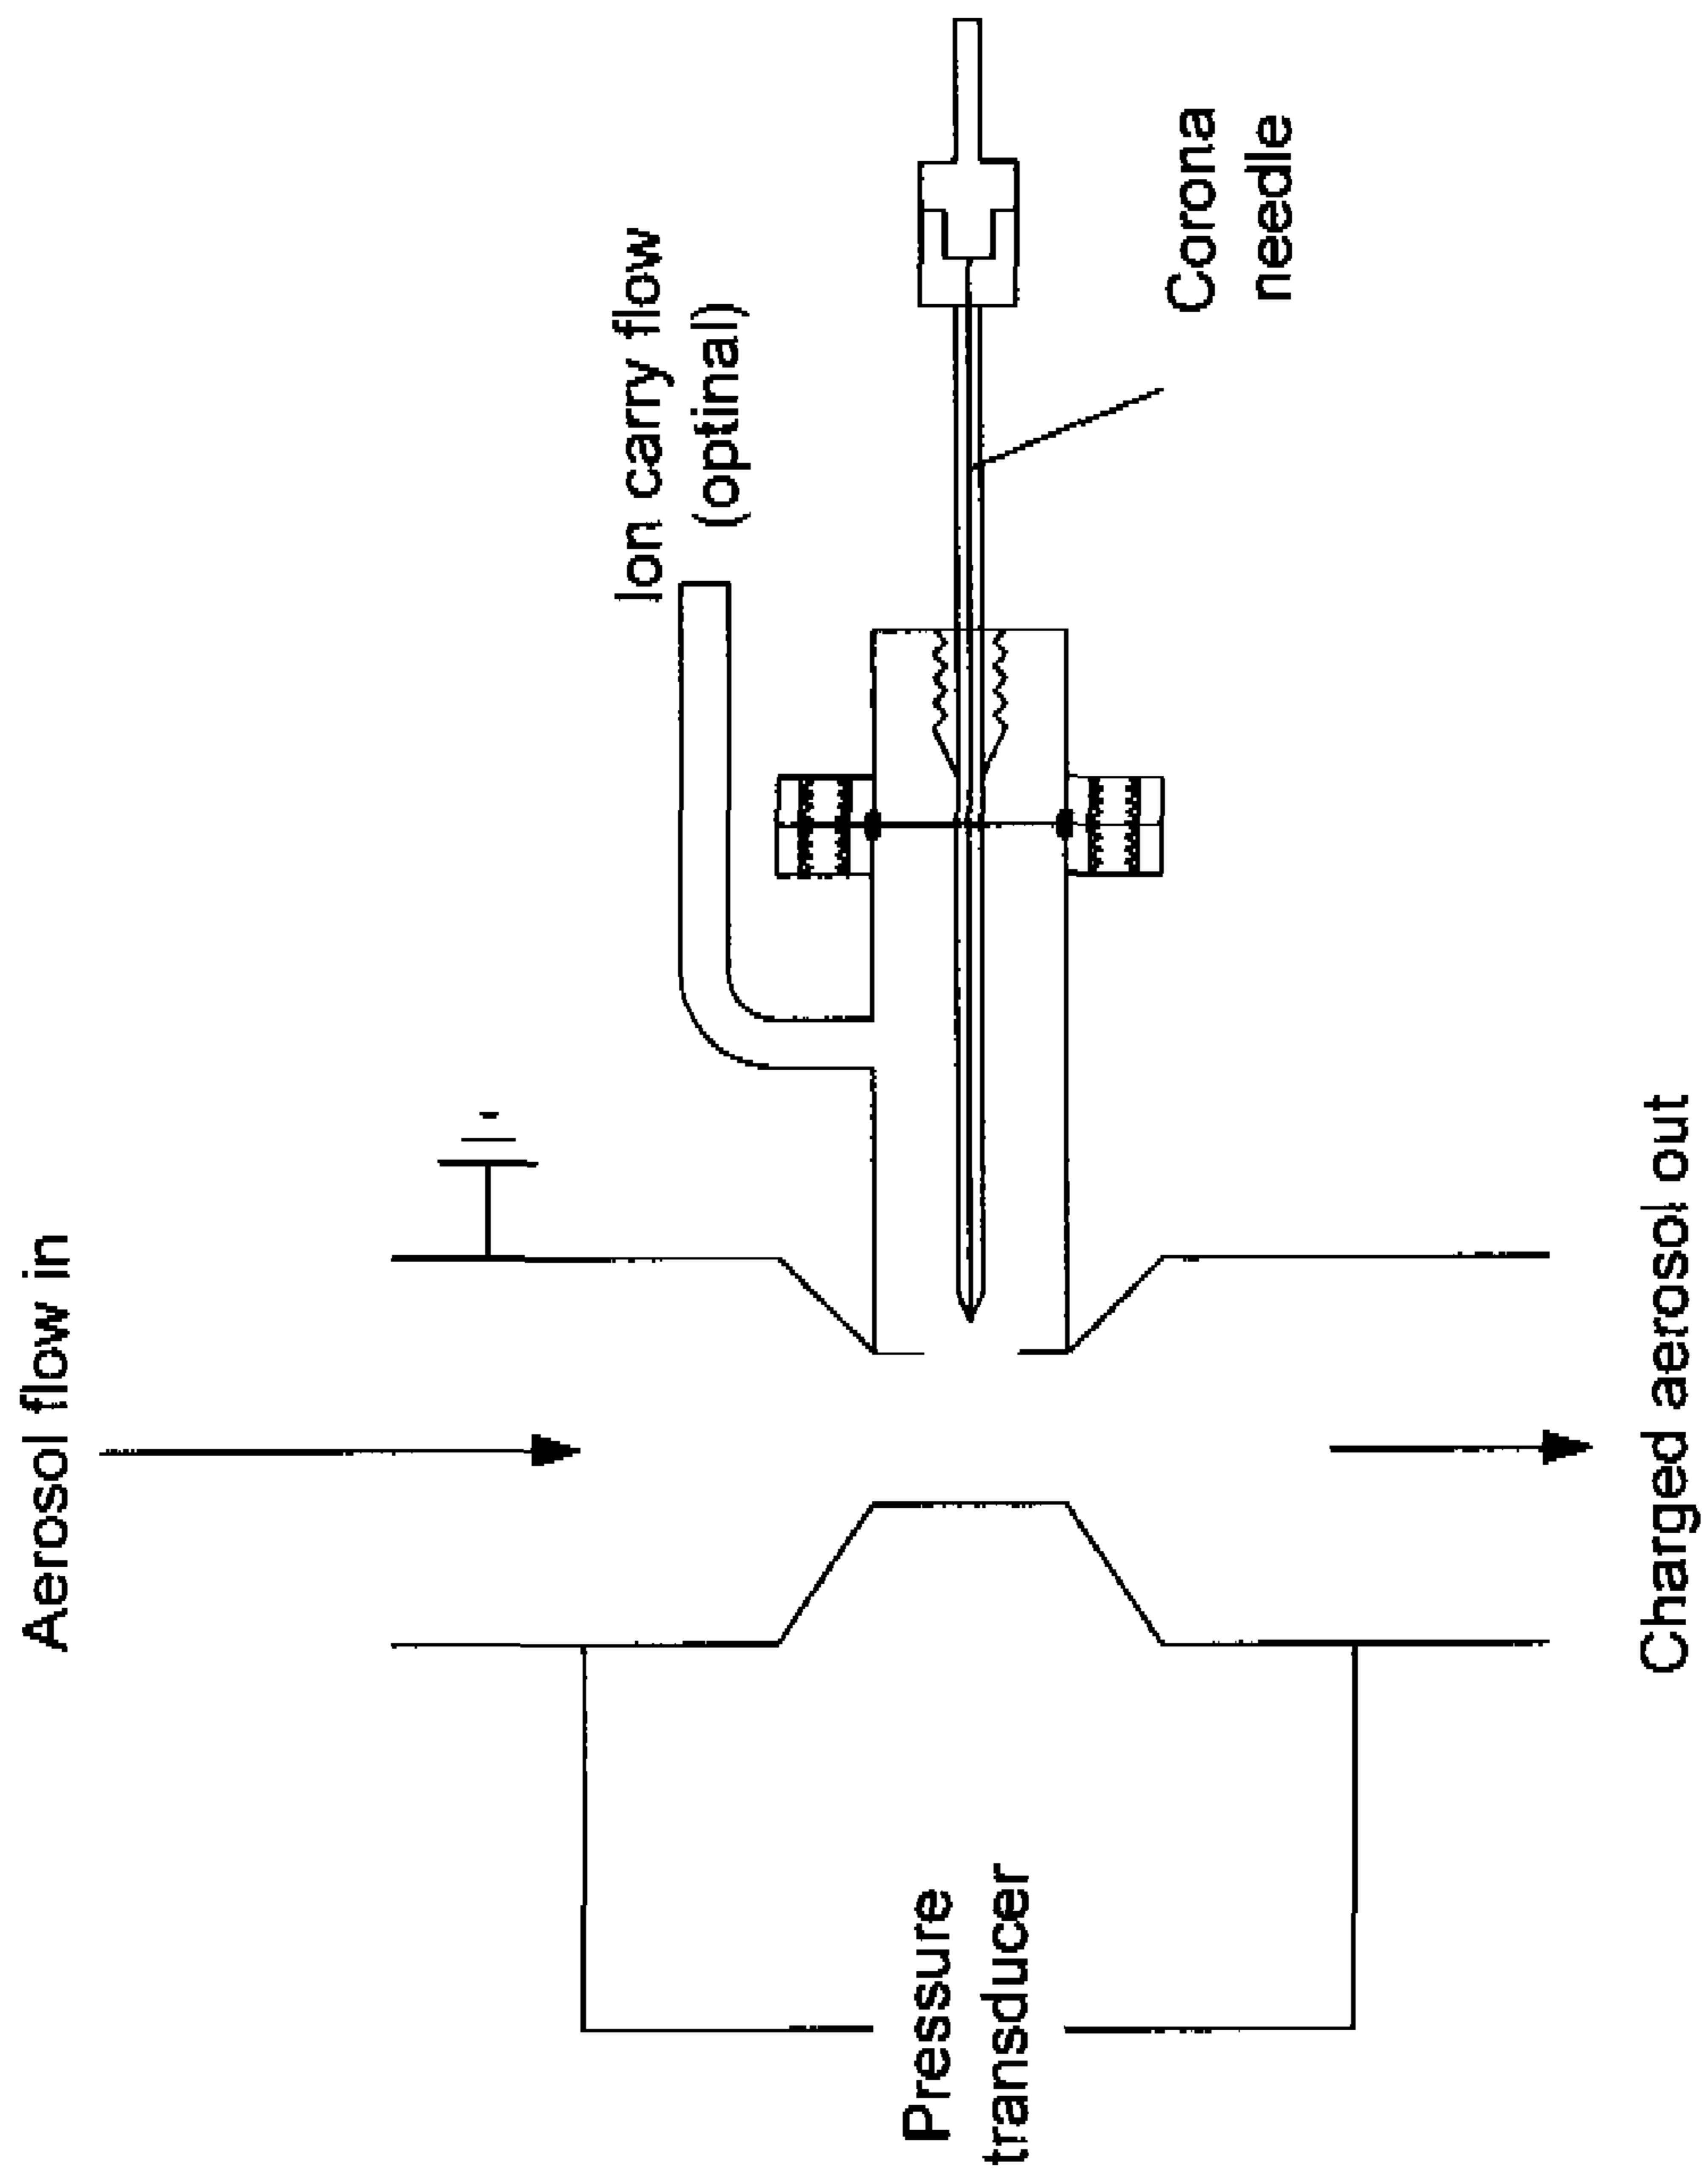 Aerosol flow in
Ion carry flow
(optinal)
Corona
needle
Pressure
transducer
Charged aerosol out